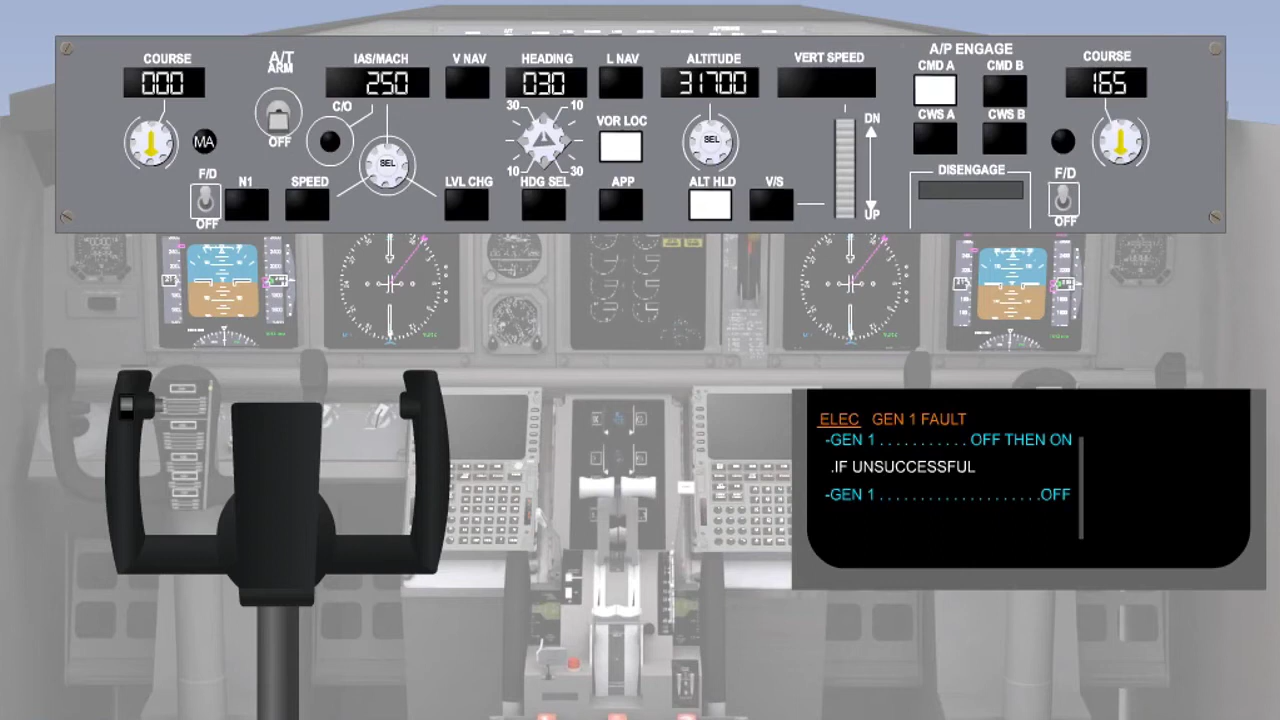 COURSE
000
A/T
ARM
OFF
IAS/MACH
250
C/O
V NAV
HEADING
030
L NAV
ALTITUDE
31700
VERT SPEED
A/P ENGAGE
CMD A
CMD B
CWS A
CWS B
DISENGAGE
COURSE
165
MA
F/D
OFF
N1
SPEED
SEL
LVL CHG
30
10
10
30
HDG SEL
VOR LOC
APP
SEL
ALT HLD
V/S
DN
UP
F/D
OFF
ELEC GEN 1 FAULT
-GEN 1 . . . . . . . . . . . OFF THEN ON
.IF UNSUCCESSFUL
-GEN 1 . . . . . . . . . . . . . . . . . . . .OFF